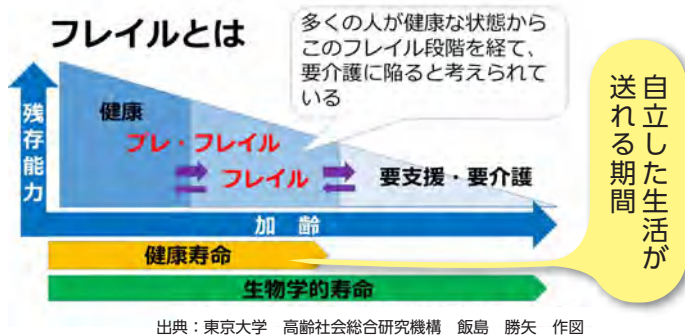 フレイルとは
多くの人が健康な状態から
このフレイル段階を経て、
要介護に陥ると考えられて
いる
残存能力
健康
プレ・フレイル
フレイル
要支援・要介護
加齢
健康寿命
生物学的寿命
自立した生活が
送れる期間
出典：東京大学 高齢社会総合研究機構 飯島 勝矢 作図